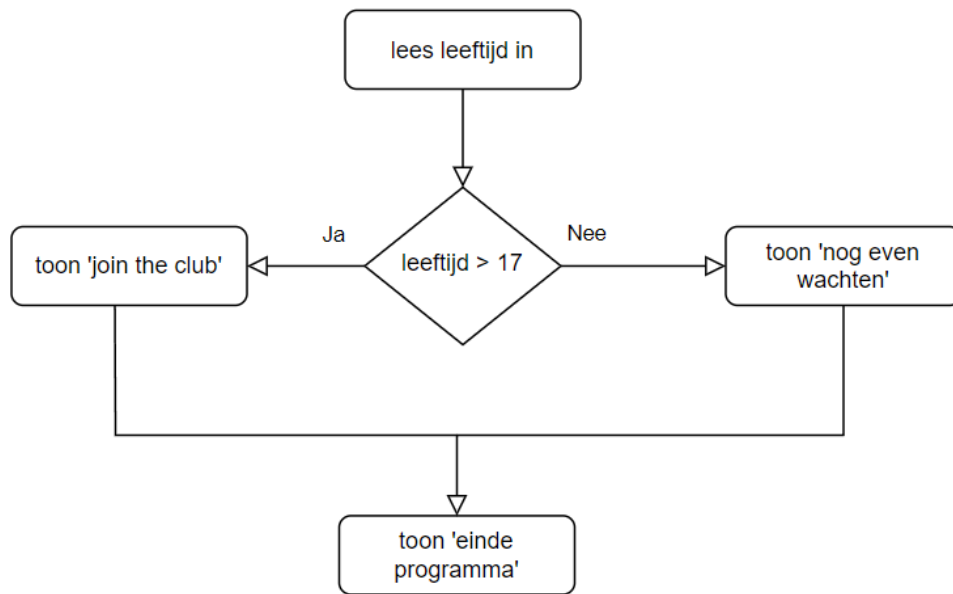 lees leeftijd in
Ja
Nee
toon 'join the club'
leeftijd > 17
toon 'nog even
wachten'
toon 'einde
programma'